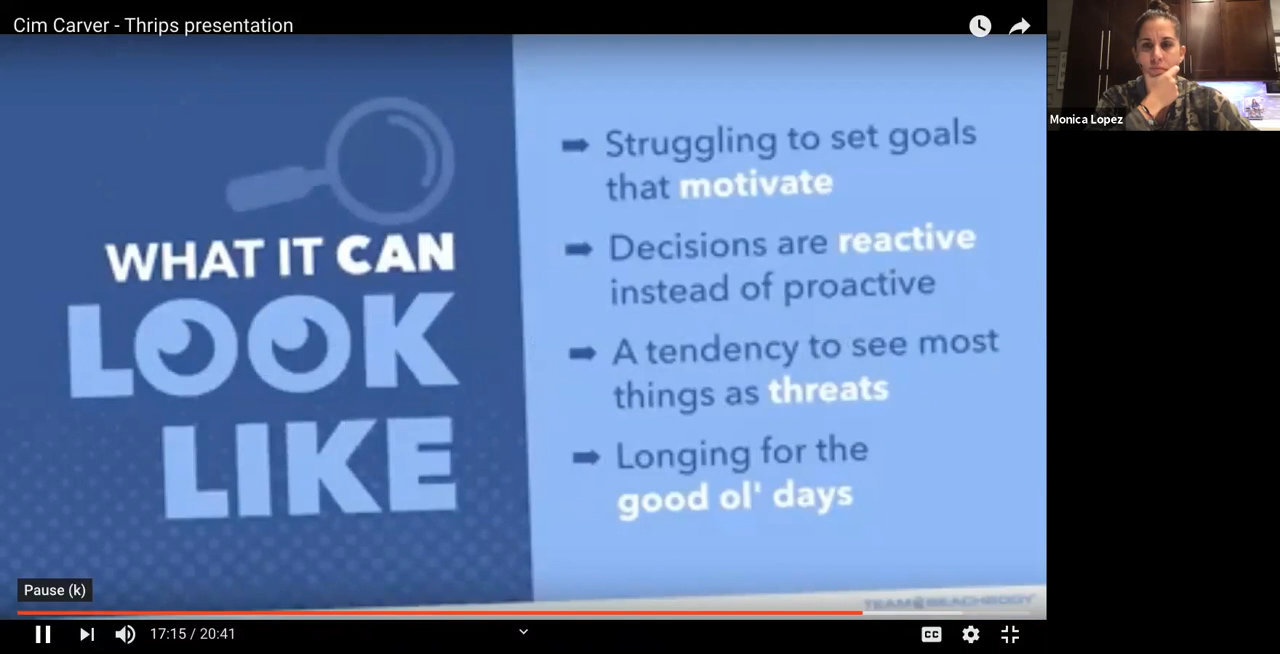 Cim Carver - Thrips presentation
Monica Lopez
WHAT IT CAN
LOOK
LIKE
➡ Struggling to set goals
that motivate
➡ Decisions are reactive
instead of proactive
➡ A tendency to see most
things as threats
➡ Longing for the
good ol' days
TEAM BEACHBODY
Pause (k)
17:15 / 20:41
CC